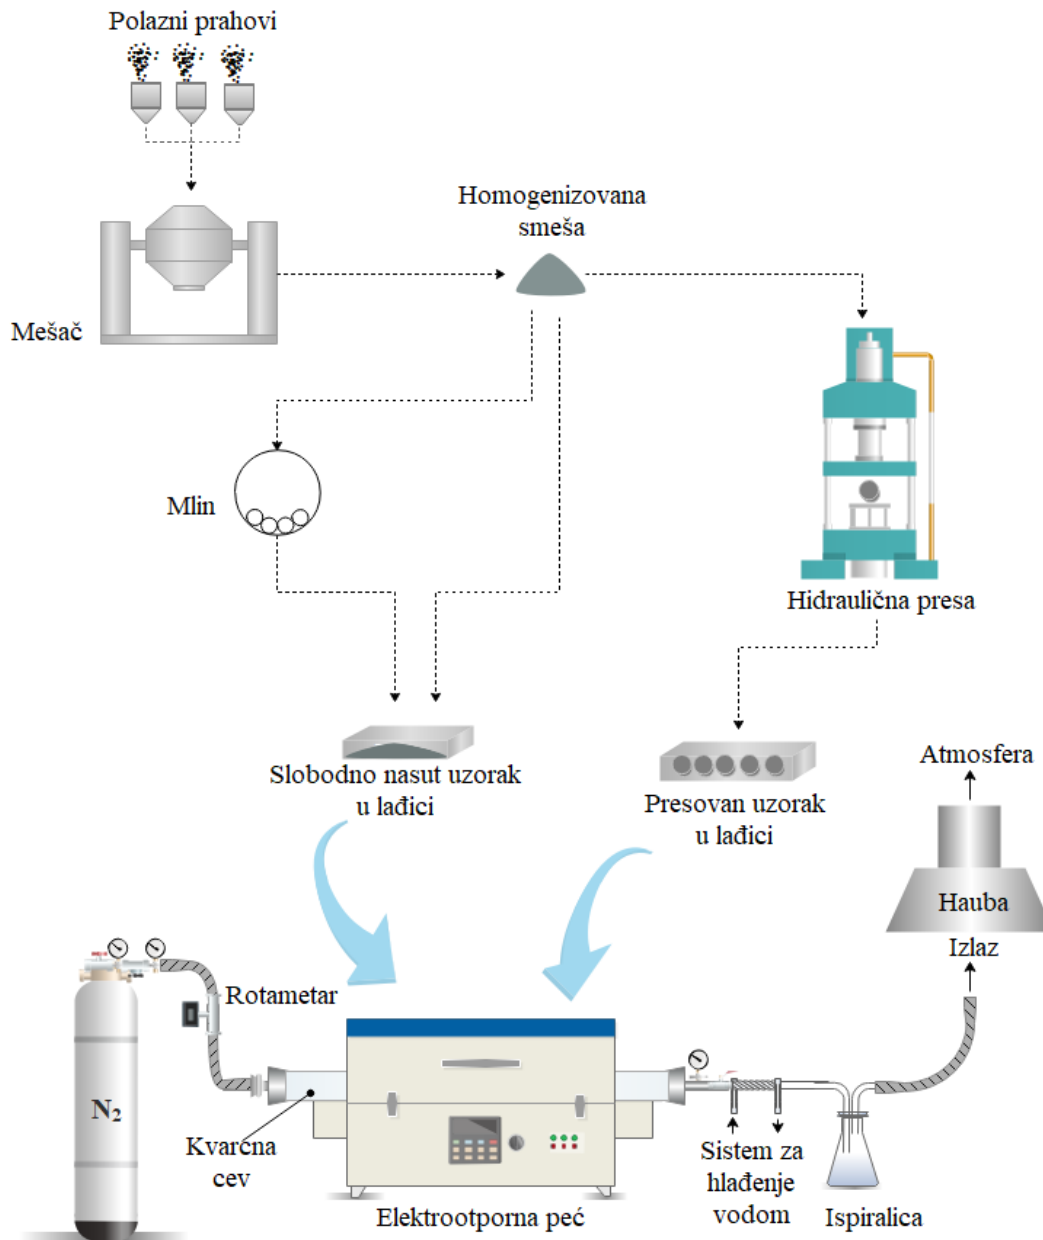 Polazni prahovi
Homogenizovana
smeša
Mešač
Mlin
Hidraulična presa
Slobodno nasut uzorak
u lađici
Presovan uzorak
u lađici
Atmosfera
Hauba
Izlaz
Rotametar
N₂
Kvarcna
cev
Elektrootporna peć
Sistem za
hlađenje
vodom
Ispiralica